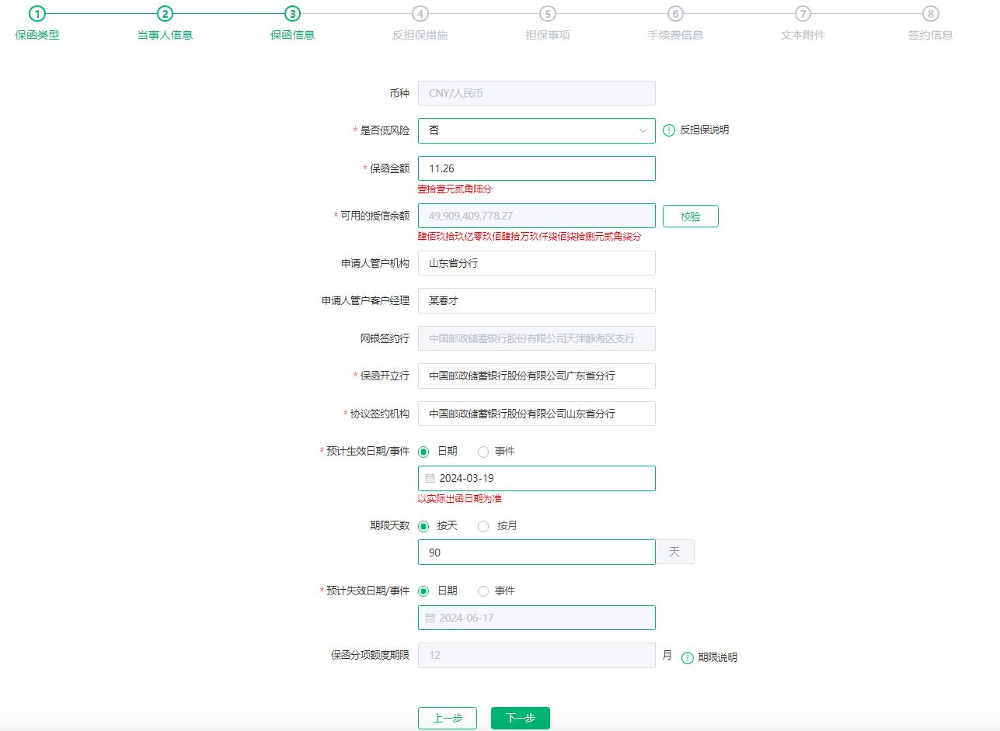 1 2 3 4 5 6 7 8
保函类型 当事人信息 保函信息 反担保措施 担保事项 手续费信息 文本附件 签约信息
币种 CNY/人民币
* 是否低风险 否 反担保说明
* 保函金额 11.26
壹拾壹元贰角陆分
* 可用的授信余额 49,909,409,778.27 校验
肆佰玖拾玖亿零玖佰肆拾万玖仟柒佰柒拾捌元贰角柒分
申请人管户机构 山东省分行
申请人管户客户经理 某春才
网银签约行 中国邮政储蓄银行股份有限公司天津静海区支行
* 保函开立行 中国邮政储蓄银行股份有限公司广东省分行
* 协议签约机构 中国邮政储蓄银行股份有限公司山东省分行
* 预计生效日期/事件 日期 事件
2024-03-19
以实际出函日期为准
期限天数 按天 按月
90 天
* 预计失效日期/事件 日期 事件
2024-06-17
保函分项额度期限 12 月 期限说明
上一步 下一步